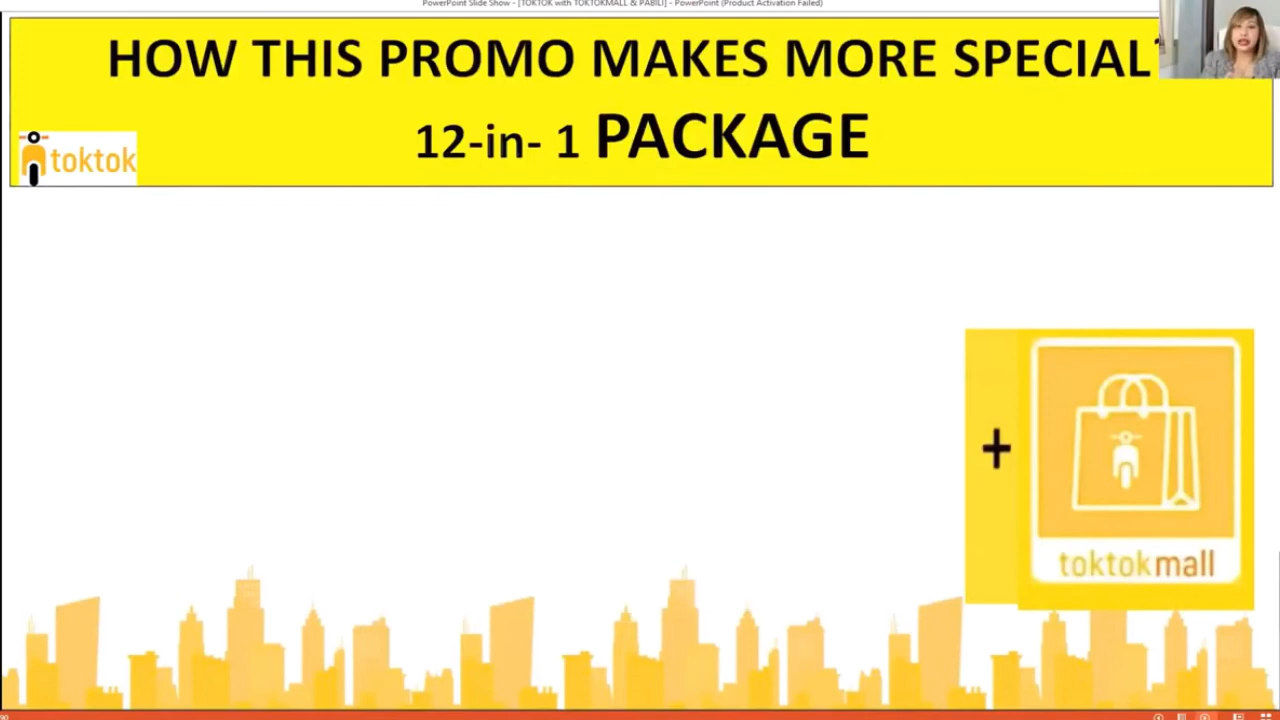 PowerPoint Slide Show - [TOKTOK with TOKTOKMALL & PABILI] - PowerPoint (Product Activation Failed)
HOW THIS PROMO MAKES MORE SPECIAL
12-in- 1 PACKAGE
toktok
+
toktokmall